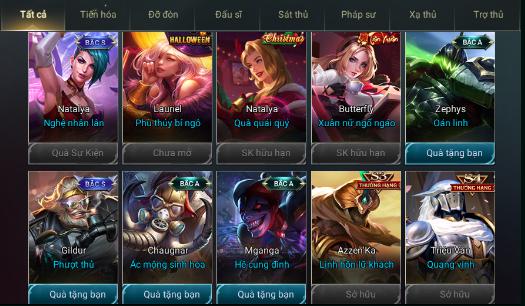 Tất cả
Tiến hóa
Đỡ đòn
Đấu sĩ
Sát thủ
Pháp sư
Xạ thủ
Trợ thủ
BẬC S
HALLOWEEN
Christmas
BẬC A
Natalya
Lauriel
Natalya
Butterfly
Zephys
Nghệ nhân lân
Phù thủy bí ngô
Quà quái quỷ
Xuân nữ ngổ ngáo
Oán linh
Quà Sự Kiện
Chưa mở
SK hữu hạn
SK hữu hạn
Quà tặng bạn
BẬC S
BẬC A
BẬC A
S3
THƯỞNG HẠNG
S4
THƯỞNG HẠNG
Gildur
Chaugnar
Mganga
Azzen'Ka
Triệu Vân
Phượt thủ
Ác mộng sinh hóa
Hề cung đình
Linh hồn lữ khách
Quang vinh
Quà tặng bạn
Quà tặng bạn
Quà tặng bạn
Sở hữu
Sở hữu